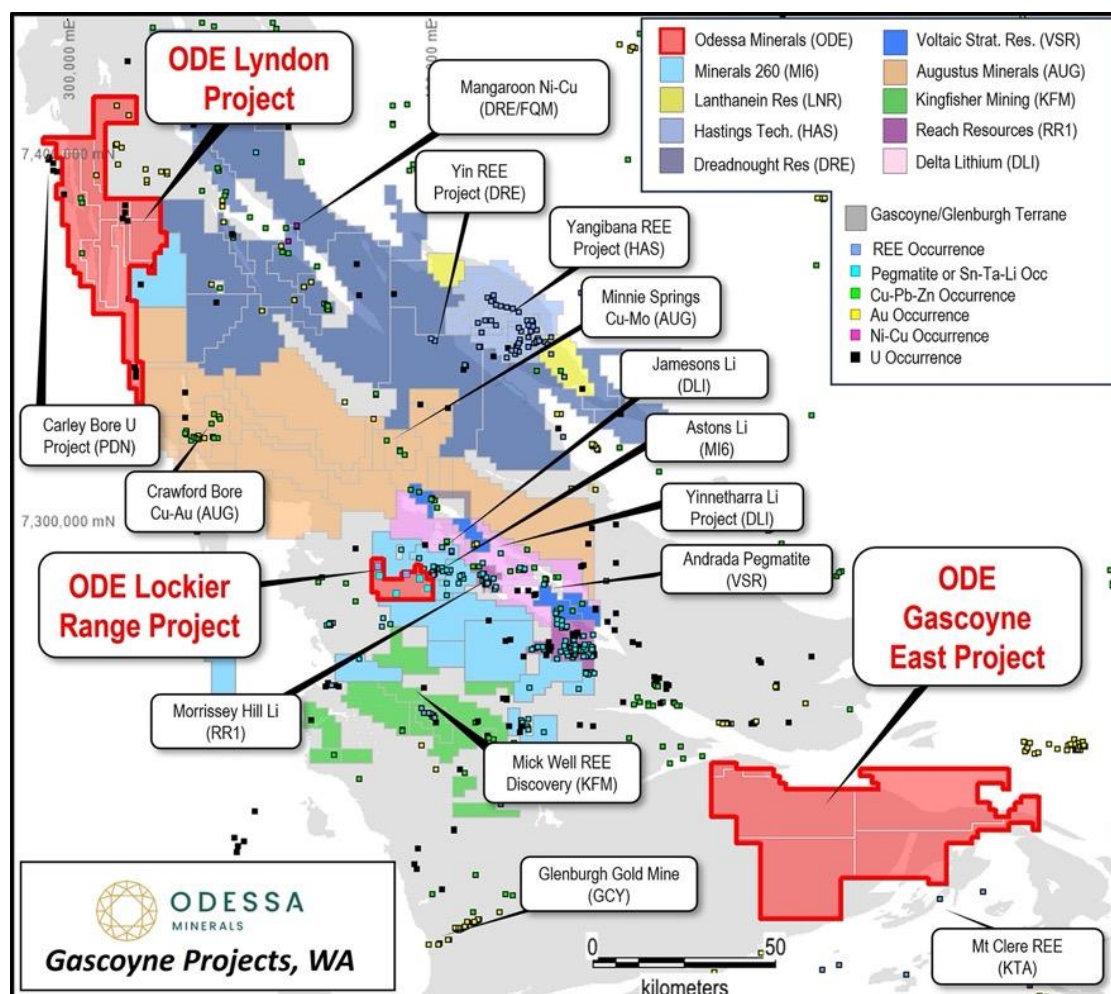 300,000 mE
ODE Lyndon
Project
Mangaroon Ni-Cu
(DRE/FQM)
Odessa Minerals (ODE)
Voltaic Strat. Res. (VSR)
Minerals 260 (MI6)
Augustus Minerals (AUG)
Lanthanein Res (LNR)
Kingfisher Mining (KFM)
Hastings Tech. (HAS)
Reach Resources (RR1)
Dreadnought Res (DRE)
Delta Lithium (DLI)
Gascoyne/Glenburgh Terrane
REE Occurrence
Pegmatite or Sn-Ta-Li Occ
Cu-Pb-Zn Occurrence
Au Occurrence
Ni-Cu Occurrence
U Occurrence
Yin REE
Project (DRE)
Yangibana REE
Project (HAS)
Minnie Springs
Cu-Mo (AUG)
Jamesons Li
(DLI)
Astons Li
(MI6)
Carley Bore U
Project (PDN)
Crawford Bore
Cu-Au (AUG)
7,300,000 mN
Yinnetharra Li
Project (DLI)
Andrada Pegmatite
(VSR)
ODE Lockier
Range Project
ODE
Gascoyne
East Project
Morrissey Hill Li
(RR1)
Mick Well REE
Discovery (KFM)
Glenburgh Gold Mine
(GCY)
Mt Clere REE
(KTA)
ODESSA
MINERALS
Gascoyne Projects, WA
0 50
kilometers